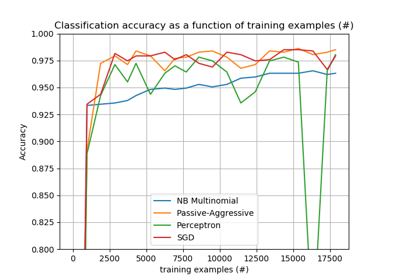 Classification accuracy as a function of training examples (#)
1.000
0.975
0.950
0.925
0.900
0.875
0.850
0.825
0.800
Accuracy
NB Multinomial
Passive-Aggressive
Perceptron
SGD
0 2500 5000 7500 10000 12500 15000 17500
training examples (#)